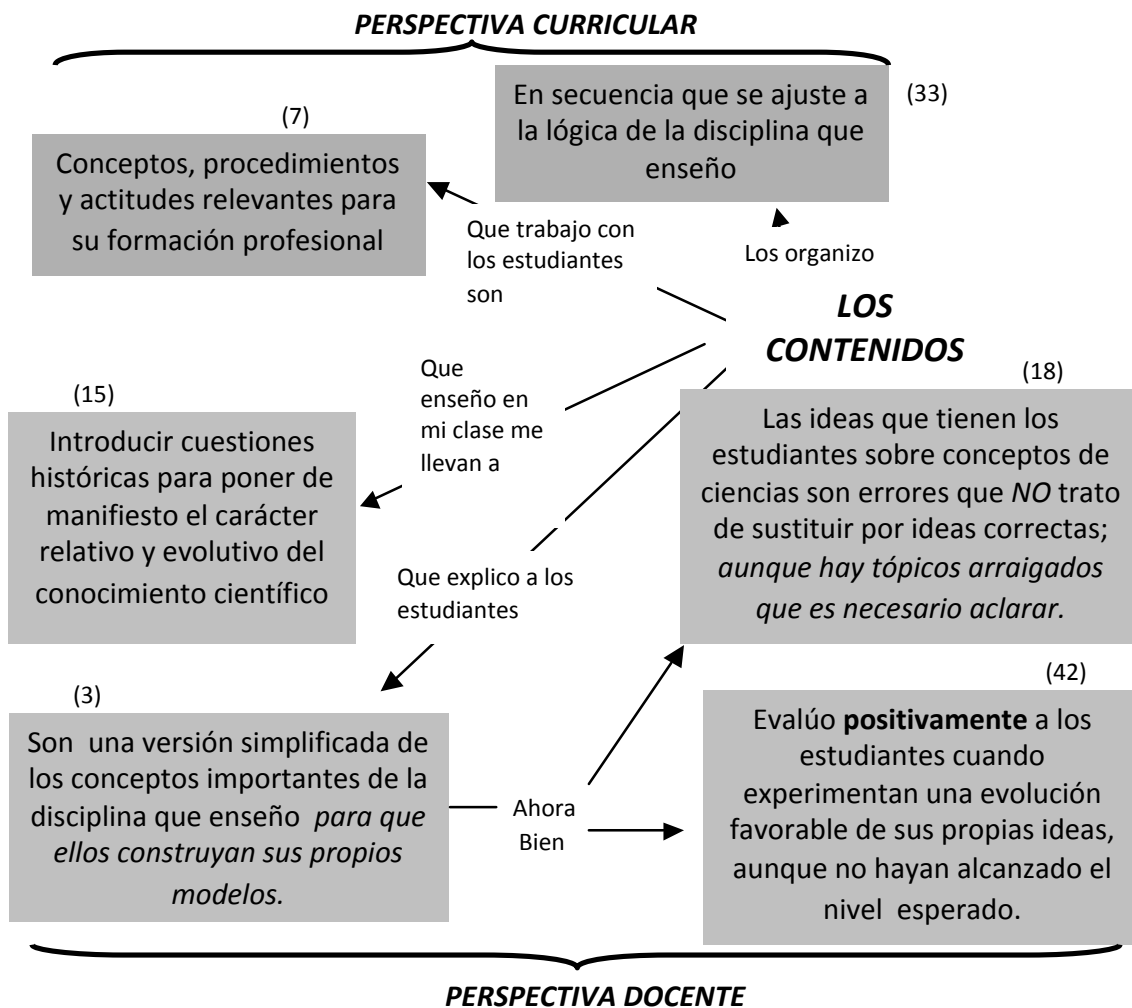 PERSPECTIVA CURRICULAR
(33)
En secuencia que se ajuste a
la lógica de la disciplina que
enseño
(7)
Conceptos, procedimientos
y actitudes relevantes para
su formación profesional
Que trabajo con
los estudiantes
son
Los organizo
LOS
CONTENIDOS
(15)
Introducir cuestiones
históricas para poner de
manifiesto el carácter
relativo y evolutivo del
conocimiento científico
Que
enseño en
mi clase me
llevan a
(18)
Las ideas que tienen los
estudiantes sobre conceptos de
ciencias son errores que NO trato
de sustituir por ideas correctas;
aunque hay tópicos arraigados
que es necesario aclarar.
Que explico a los
estudiantes
(3)
Son una versión simplificada de
los conceptos importantes de la
disciplina que enseño para que
ellos construyan sus propios
modelos.
Ahora
Bien
(42)
Evalúo positivamente a los
estudiantes cuando
experimentan una evolución
favorable de sus propias ideas,
aunque no hayan alcanzado el
nivel esperado.
PERSPECTIVA DOCENTE